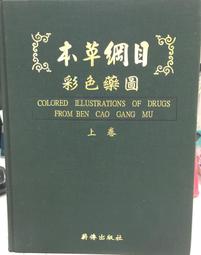 本草綱目
彩色藥圖
COLORED ILLUSTRATIONS OF DRUGS
FROM BEN CAO GANG MU
上卷
新傳出版社